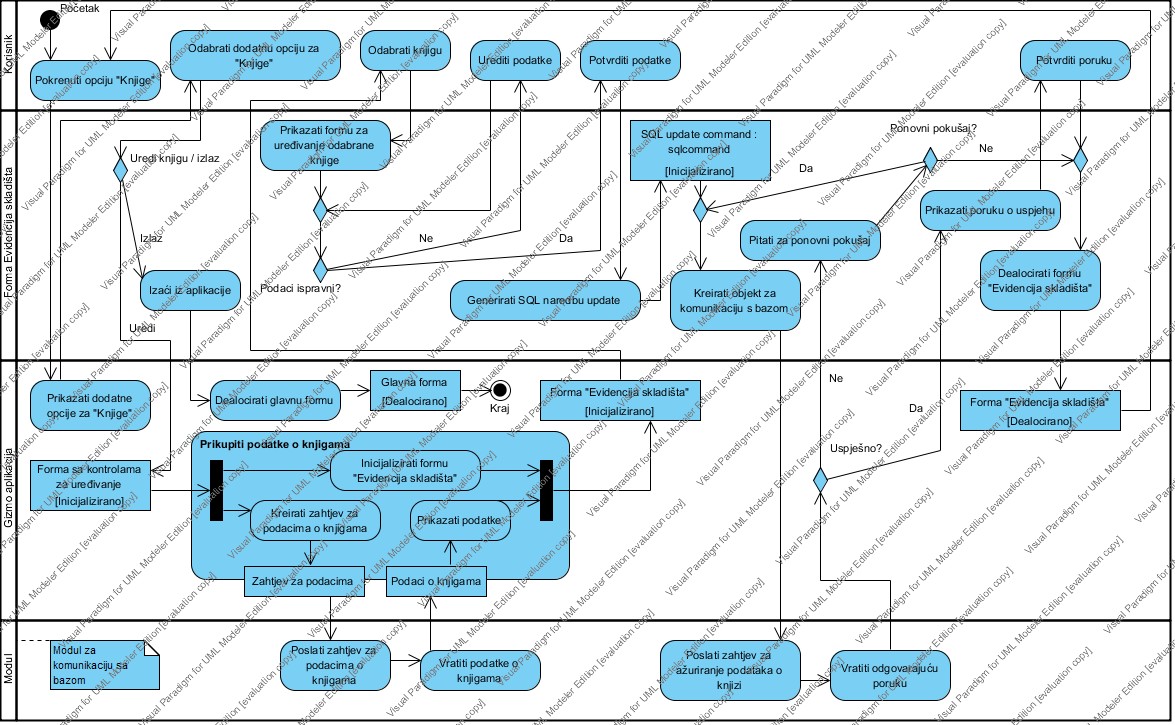 Korisnik
Početak
Pokrenuti opciju "Knjige"
Odabrati dodatnu opciju za
"Knjige"
Odabrati knjigu
Urediti podatke
Potvrditi podatke
Potvrditi poruku
Forma Evidencija skladišta
Uredi knjigu / izlaz
Izlaz
Izaći iz aplikacije
Uredi
Prikazati formu za
uređivanje odabrane
knjige
Podaci ispravni?
Ne
Da
Generirati SQL naredbu update
SQL update command :
sqlcommand
[Inicijalizirano]
Da
Ponovni pokušaj?
Ne
Pitati za ponovni pokušaj
Prikazati poruku o uspjehu
Kreirati objekt za
komunikaciju s bazom
Dealocirati formu
"Evidencija skladišta"
Gizmo aplikacija
Prikazati dodatne
opcije za "Knjige"
Dealocirati glavnu formu
Glavna forma
[Dealocirano]
Kraj
Forma "Evidencija skladišta"
[Inicijalizirano]
Ne
Da
Uspješno?
Forma "Evidencija skladišta"
[Dealocirano]
Forma sa kontrolama
za uređivanje
[Inicijalizirano]
Prikupiti podatke o knjigama
Inicijalizirati formu
"Evidencija skladišta"
Kreirati zahtjev za
podacima o knjigama
Prikazati podatke
Zahtjev za podacima
Podaci o knjigama
Modul
Modul za
komunikaciju sa
bazom
Poslati zahtjev za
podacima o
knjigama
Vratiti podatke o
knjigama
Poslati zahtjev za
ažuriranje podataka o
knjizi
Vratiti odgovarajuću
poruku
Visual Paradigm for UML Modeler Edition [evaluation copy]